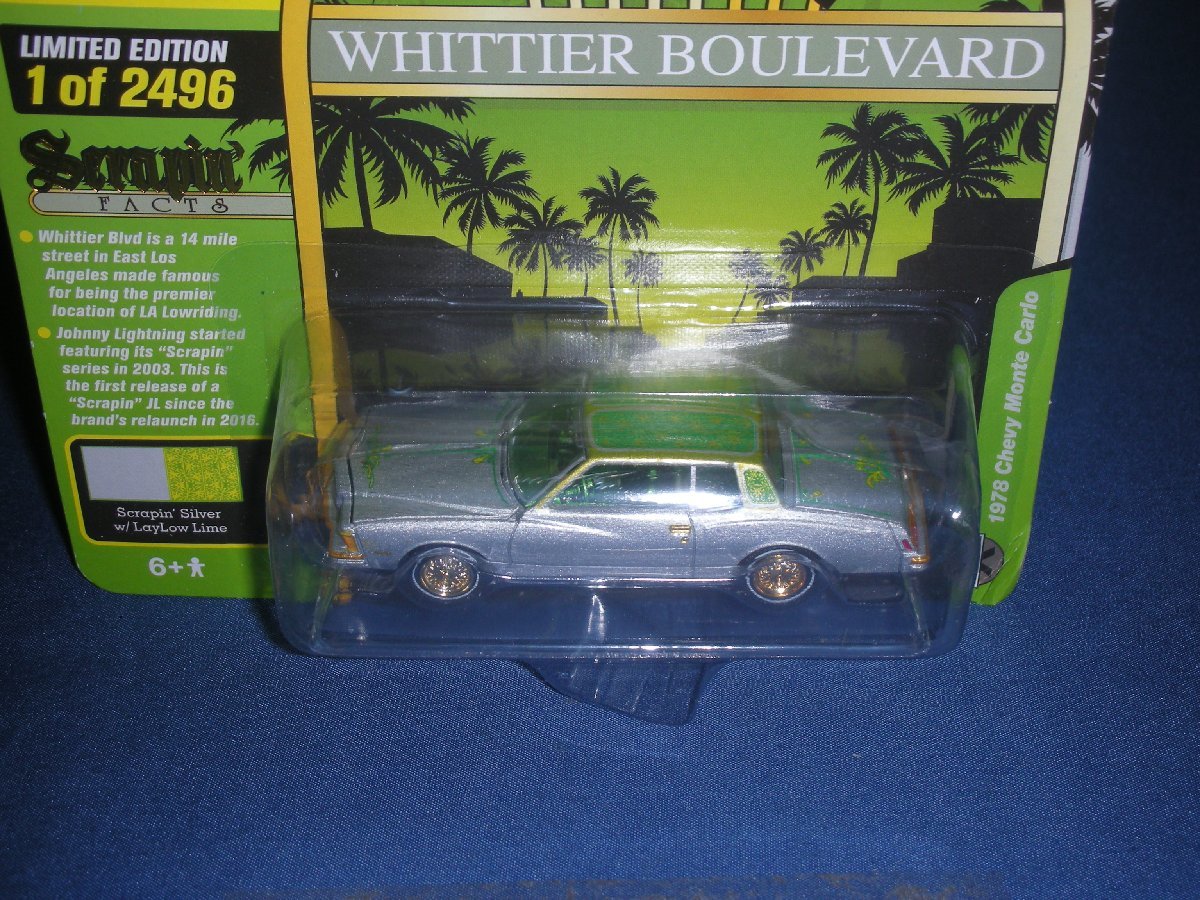 LIMITED EDITION
1 of 2496
WHITTIER BOULEVARD
Scrapin'
FACTS
Whittier Blvd is a 14 mile
street in East Los
Angeles made famous
for being the premier
location of LA Lowriding.
Johnny Lightning started
featuring its “Scrapin”
series in 2003. This is
the first release of a
“Scrapin” JL since the
brand's relaunch in 2016.
Scrapin' Silver
w/ LayLow Lime
6+
1978 Chevy Monte Carlo